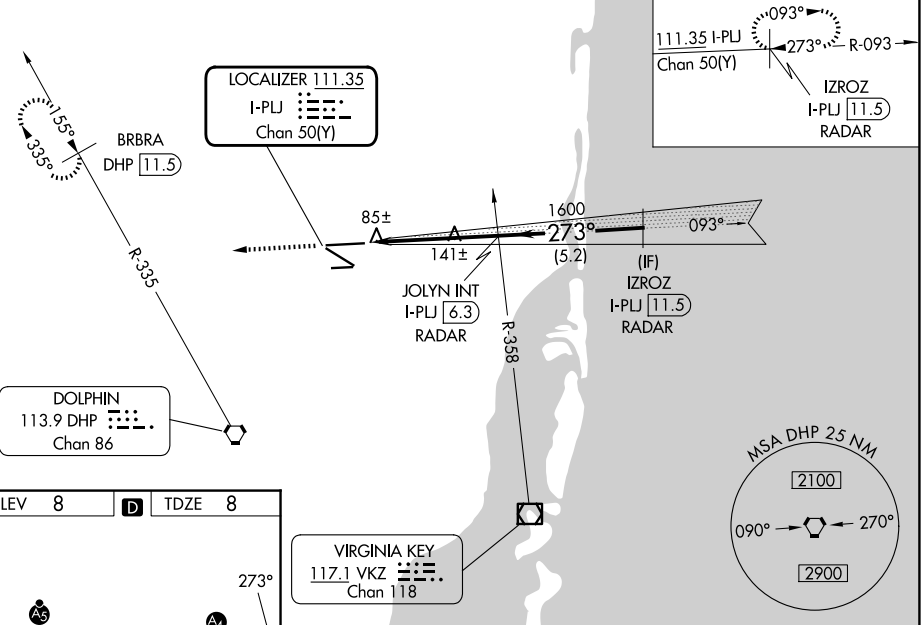 093°
111.35 I-PLJ
273°
R-093
Chan 50(Y)
IZROZ
I-PLJ 11.5
RADAR
LOCALIZER 111.35
I-PLJ
Chan 50(Y)
155°
335°
BRBRA
DHP 11.5
R-335
85±
141±
1600
273°
(5.2)
093°
(IF)
IZROZ
I-PLJ 11.5
RADAR
JOLYN INT
I-PLJ 6.3
RADAR
R-358
DOLPHIN
113.9 DHP
Chan 86
MSA DHP 25 NM
2100
090°
270°
2900
LEV 8
D
TDZE 8
273°
A5
VIRGINIA KEY
117.1 VKZ
Chan 118